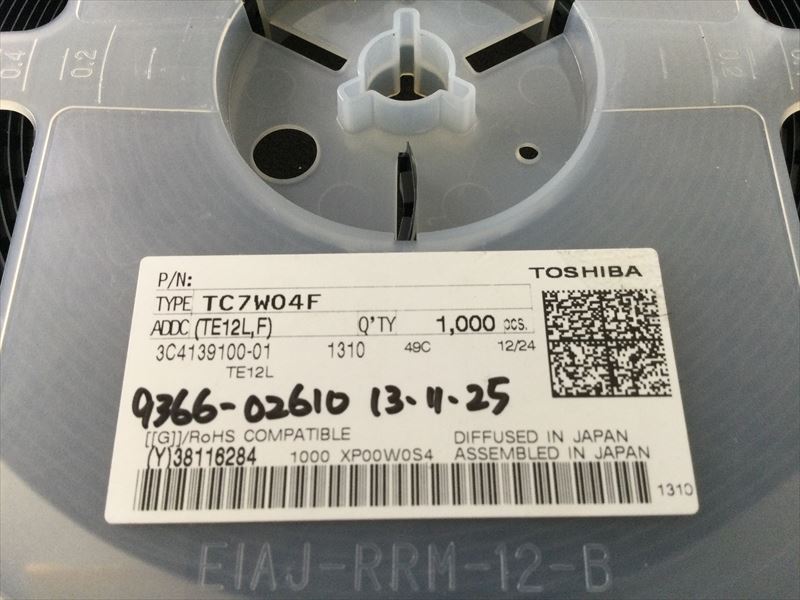 0.4
0.2
0.2
P/N:
TOSHIBA
TYPE TC7W04F
ADDC (TE12L,F) Q'TY 1,000 pcs.
3C4139100-01 1310 49C 12/24
TE12L
9366-02610 13.11.25
[[G]]/RoHS COMPATIBLE DIFFUSED IN JAPAN
(Y)38116284 1000 XP00W0S4 ASSEMBLED IN JAPAN
1310
EIAJ-RRM-12-B